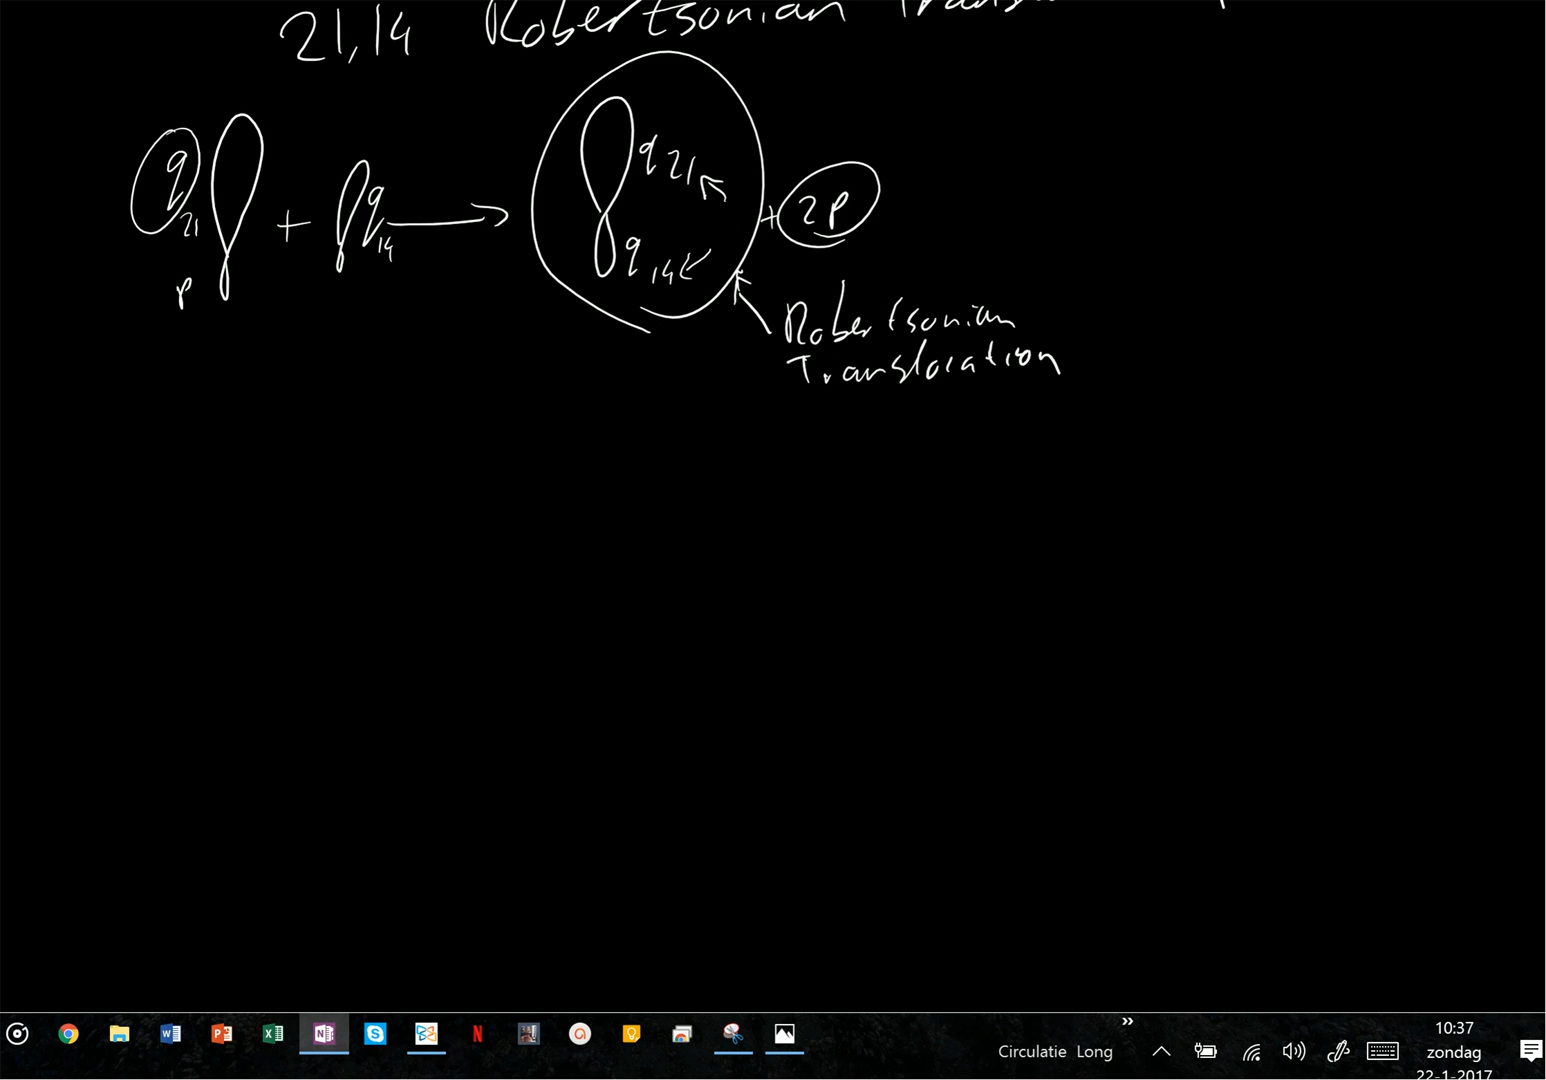 21,14 Robertsonian
q 21 p + q 14 → q 21 q 14 + 2p
Robertsonian
Translocation
Circulatie Long
10:37
zondag
22-1-2017